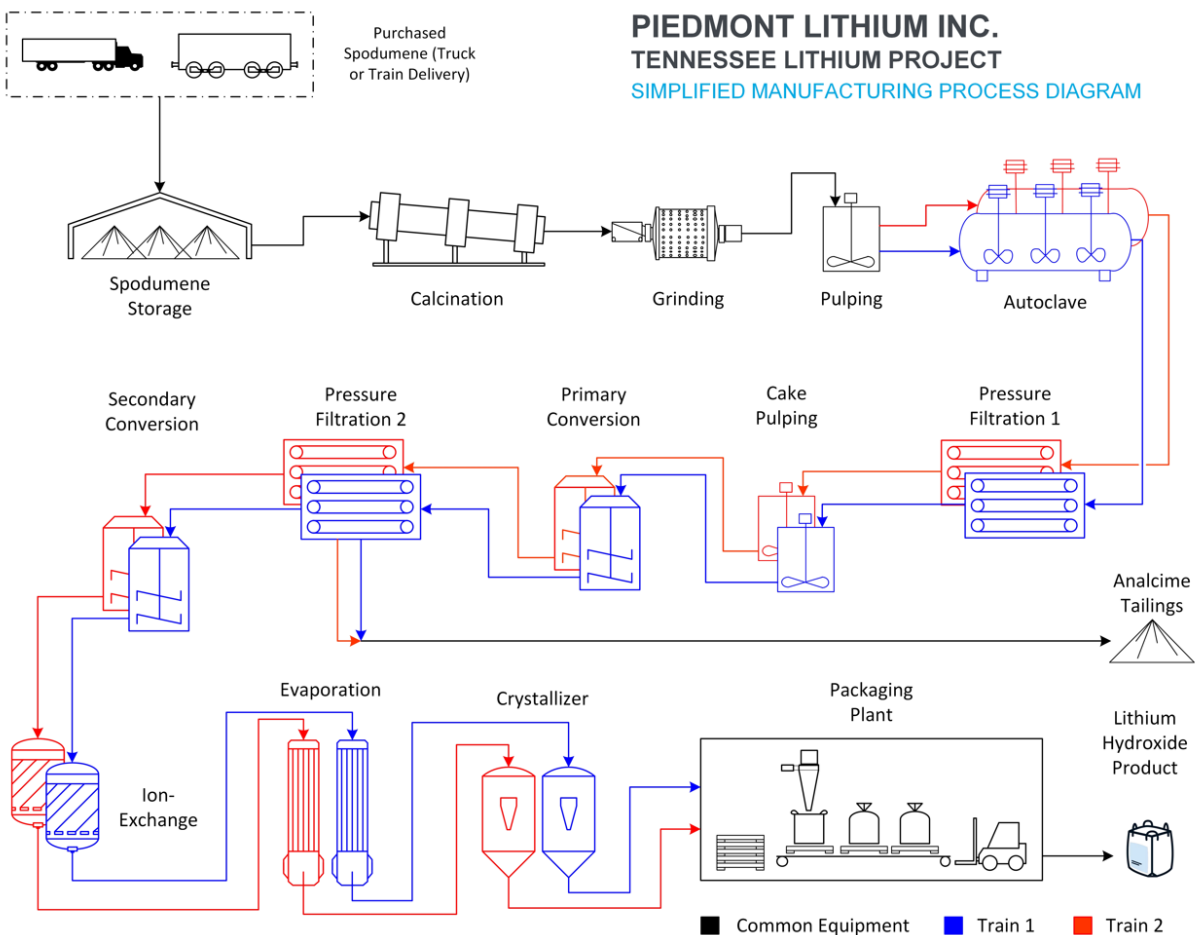 Purchased
Spodumene (Truck
or Train Delivery)
PIEDMONT LITHIUM INC.
TENNESSEE LITHIUM PROJECT
SIMPLIFIED MANUFACTURING PROCESS DIAGRAM
Spodumene
Storage
Calcination
Grinding
Pulping
Autoclave
Secondary
Conversion
Pressure
Filtration 2
Primary
Conversion
Cake
Pulping
Pressure
Filtration 1
Analcime
Tailings
Evaporation
Crystallizer
Packaging
Plant
Lithium
Hydroxide
Product
Ion-
Exchange
Common Equipment
Train 1
Train 2